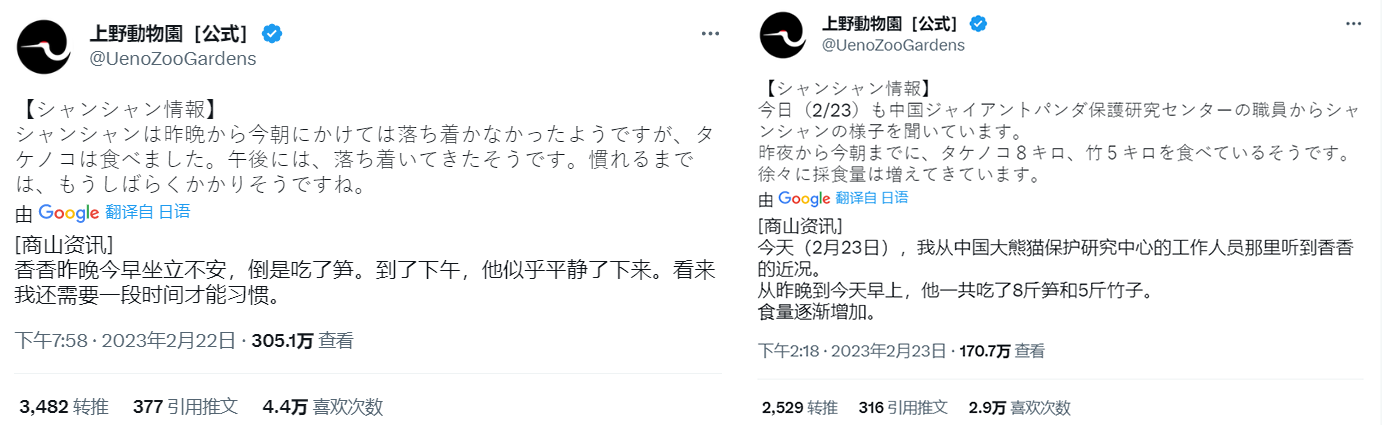 上野動物園［公式］
@UenoZooGardens
【シャンシャン情報】
シャンシャンは昨晩から今朝にかけては落ち着かなかったようですが、タ
ケノコは食べました。午後には、落ち着いてきたそうです。慣れるまで
は、もうしばらくかかりそうですね。
由 Google 翻译自 日语
[商山资讯]
香香昨晚今早坐立不安，倒是吃了笋。到了下午，他似乎平静了下来。看来
我还需要一段时间才能习惯。
下午7:58 · 2023年2月22日 · 305.1万 查看
3,482 转推 377 引用推文 4.4万 喜欢次数
上野動物園［公式］
@UenoZooGardens
【シャンシャン情報】
今日（2/23）も中国ジャイアントパンダ保護研究センターの職員からシャ
ンシャンの様子を聞いています。
昨夜から今朝までに、タケノコ８キロ、竹５キロを食べているそうです。
徐々に採食量は増えてきています。
由 Google 翻译自 日语
[商山资讯]
今天（2月23日），我从中国大熊猫保护研究中心的工作人员那里听到香香
的近况。
从昨晚到今天早上，他一共吃了8斤笋和5斤竹子。
食量逐渐增加。
下午2:18 · 2023年2月23日 · 170.7万 查看
2,529 转推 316 引用推文 2.9万 喜欢次数